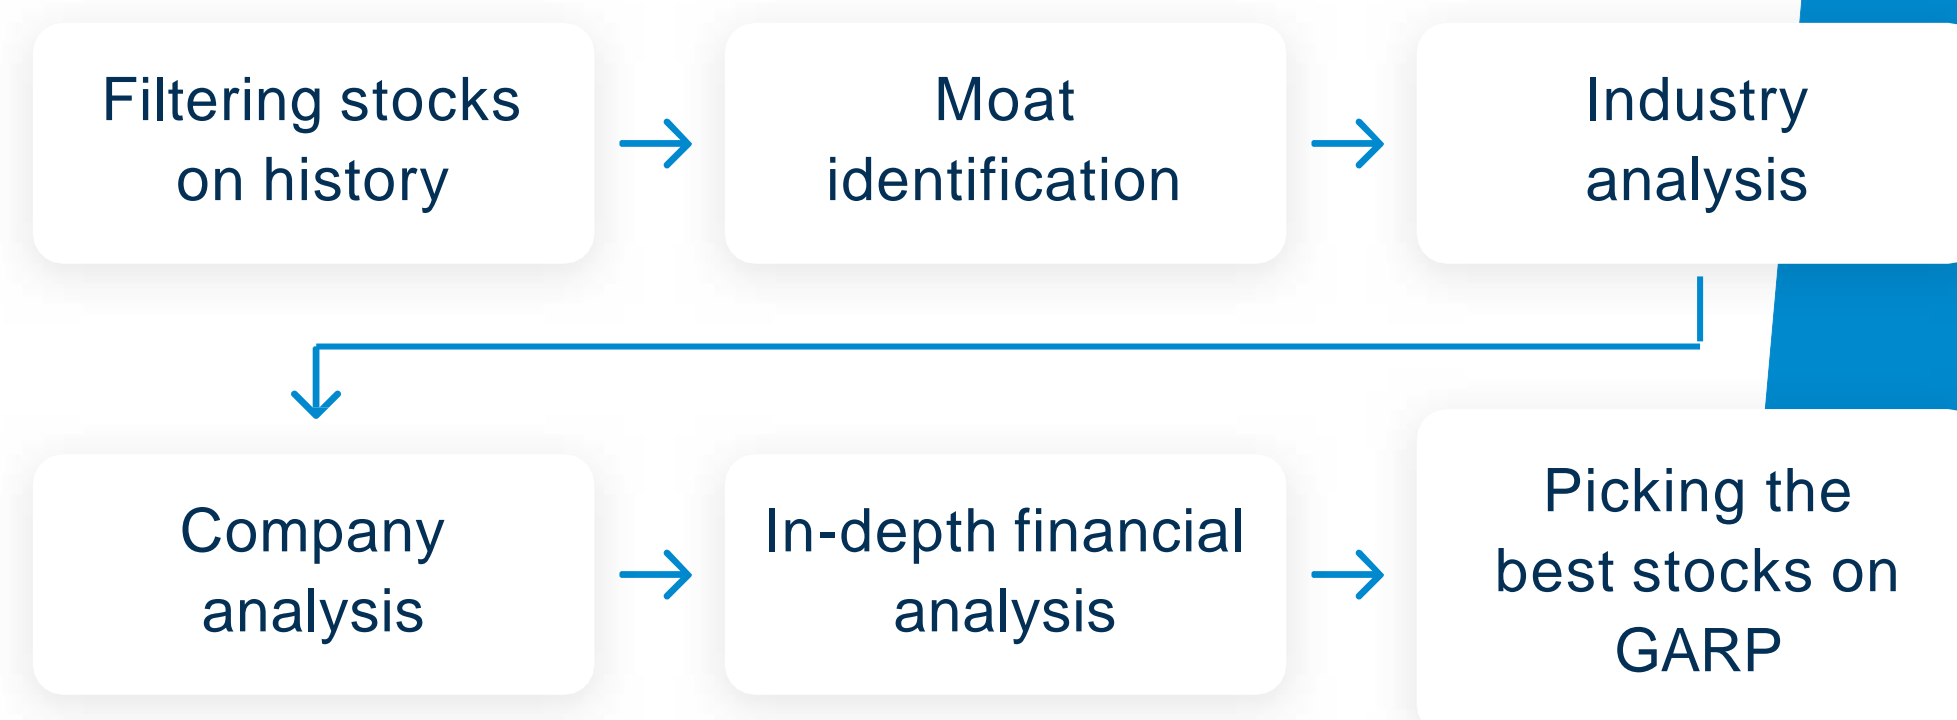 Filtering stocks
on history
Moat
identification
Industry
analysis
Company
analysis
In-depth financial
analysis
Picking the
best stocks on
GARP